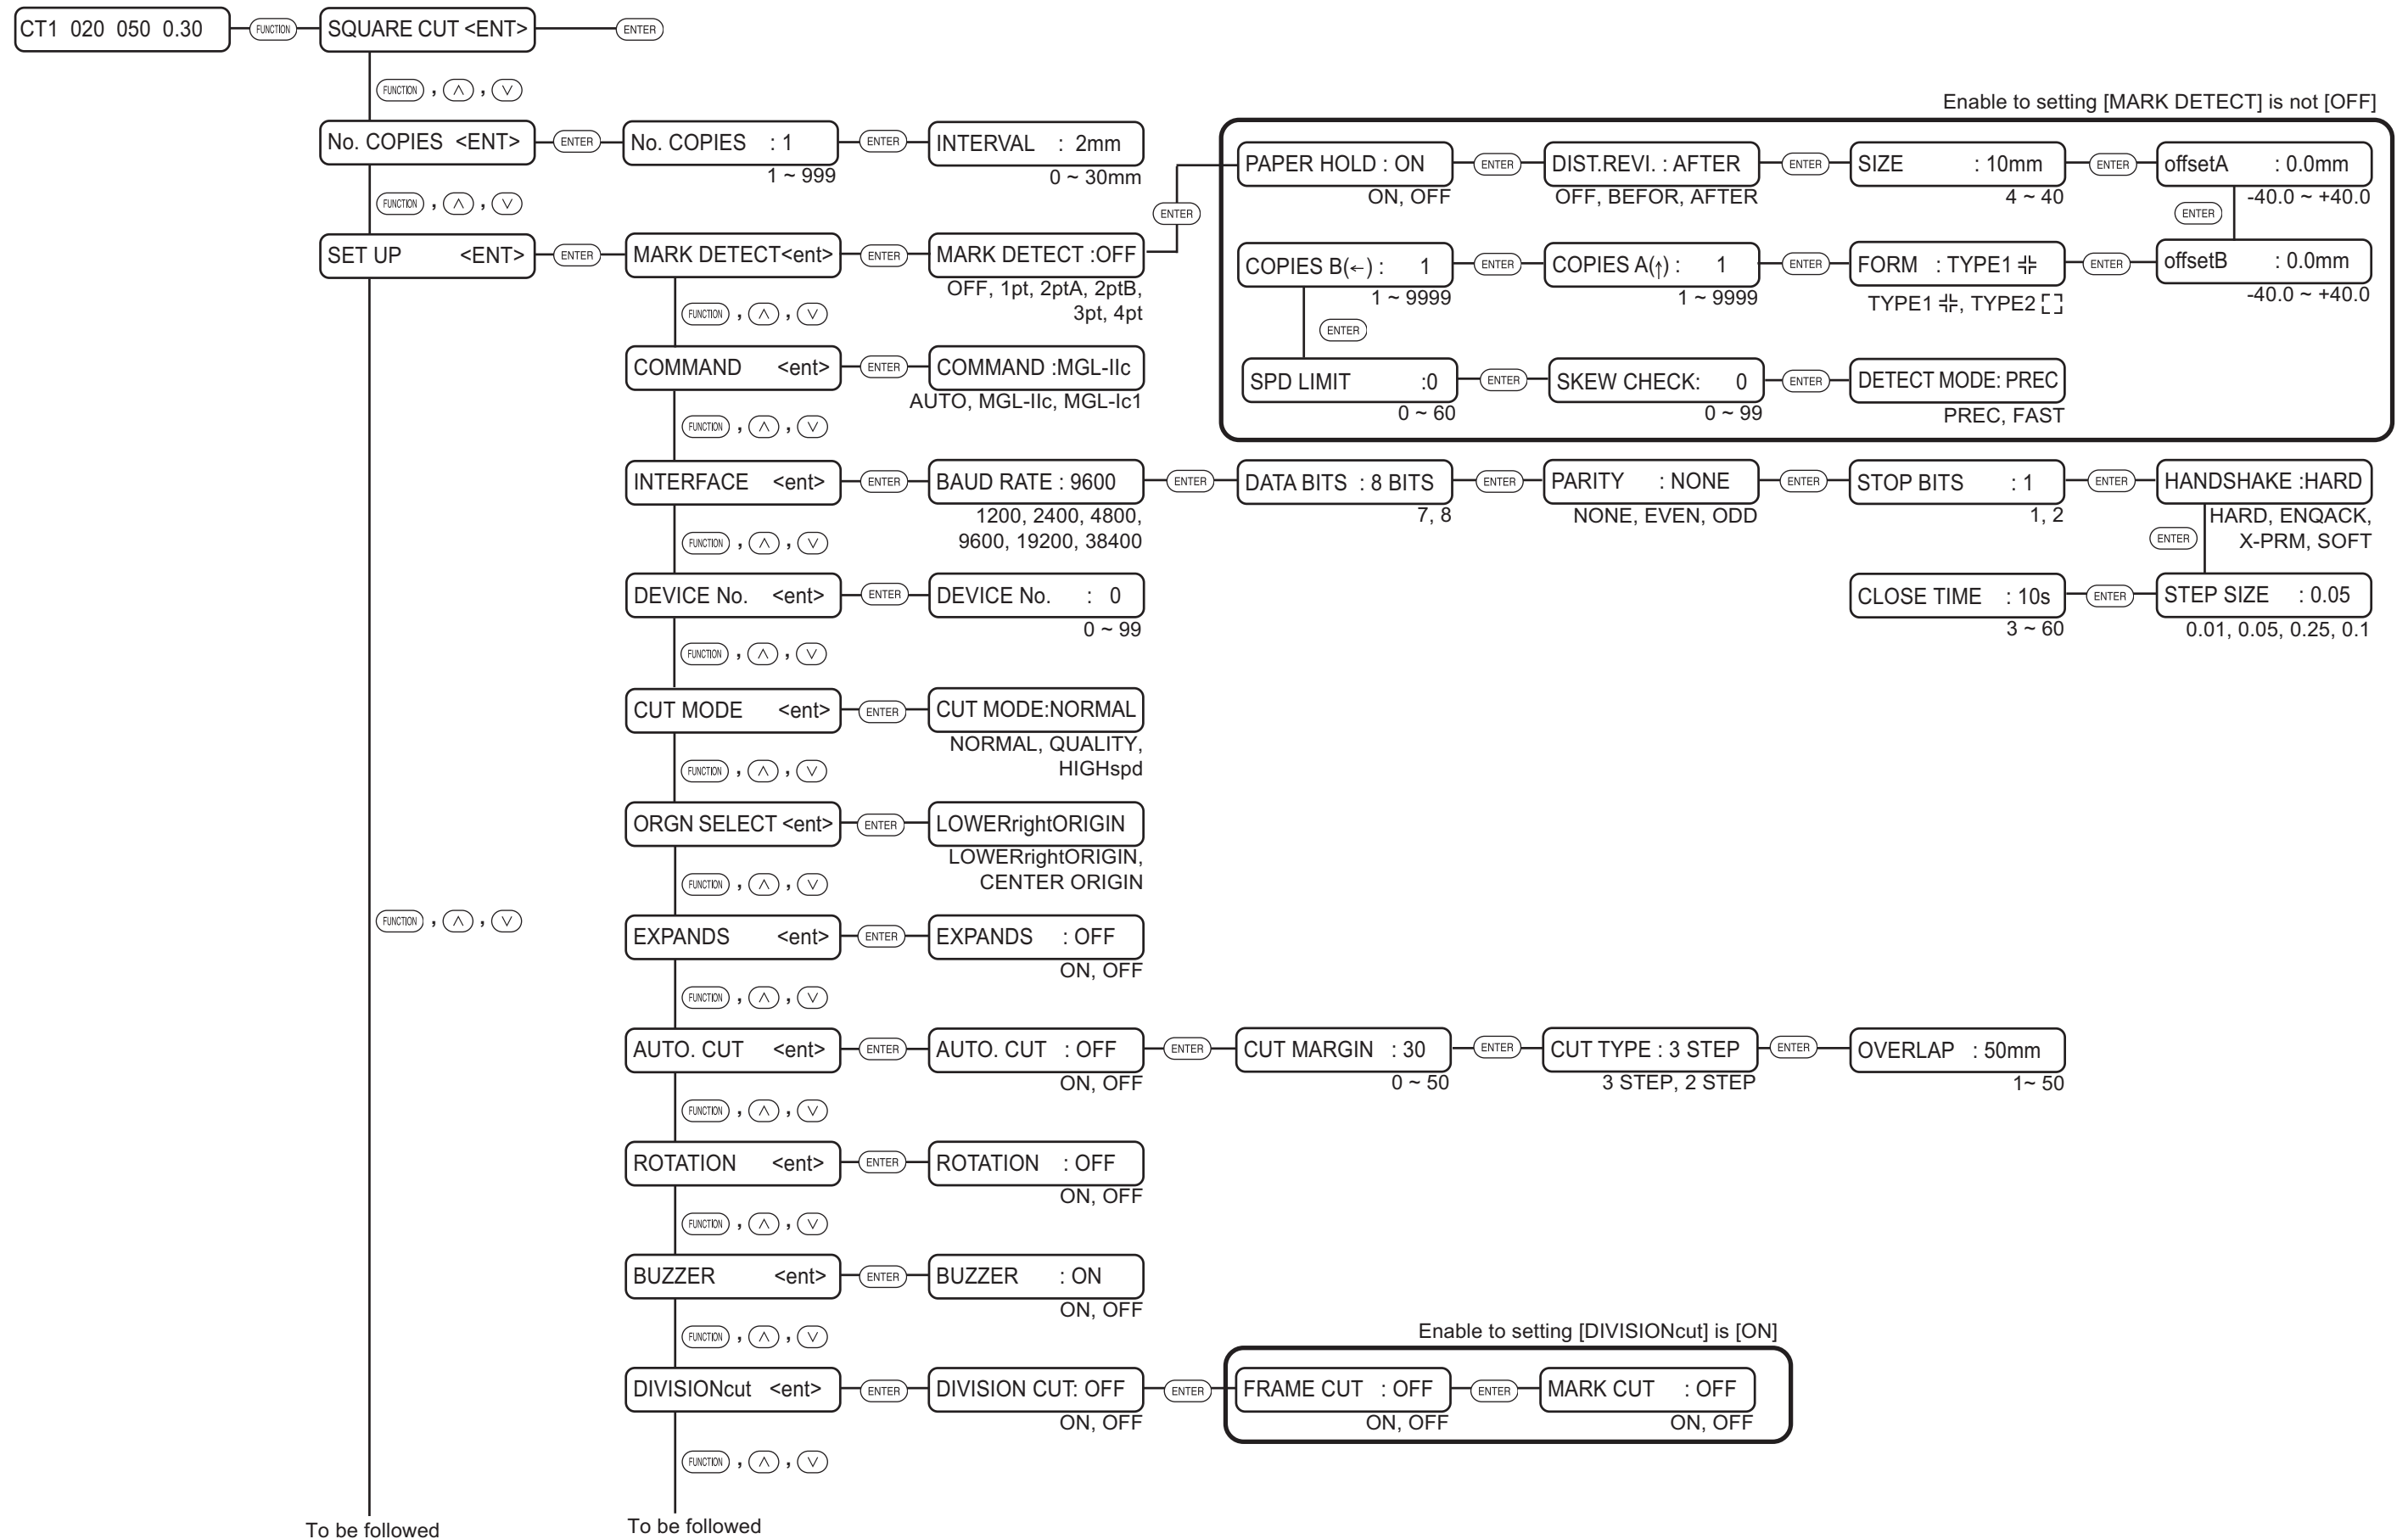 CT1 020 050 0.30 FUNCTION SQUARE CUT <ENT> ENTER
FUNCTION , ∧ , ∨
Enable to setting [MARK DETECT] is not [OFF]
No. COPIES <ENT> ENTER No. COPIES : 1 ENTER INTERVAL : 2mm
1 ~ 999 0 ~ 30mm
PAPER HOLD : ON ENTER DIST.REVI. : AFTER ENTER SIZE : 10mm ENTER offsetA : 0.0mm
ON, OFF OFF, BEFOR, AFTER 4 ~ 40 -40.0 ~ +40.0
FUNCTION , ∧ , ∨ ENTER ENTER
SET UP <ENT> ENTER MARK DETECT<ent> ENTER MARK DETECT :OFF
OFF, 1pt, 2ptA, 2ptB,
3pt, 4pt
COPIES B(←) : 1 ENTER COPIES A(↑) : 1 ENTER FORM : TYPE1 ╬ ENTER offsetB : 0.0mm
1 ~ 9999 1 ~ 9999 TYPE1 ╬, TYPE2 [] -40.0 ~ +40.0
FUNCTION , ∧ , ∨ ENTER
COMMAND <ent> ENTER COMMAND :MGL-IIc
AUTO, MGL-IIc, MGL-Ic1
SPD LIMIT :0 ENTER SKEW CHECK: 0 ENTER DETECT MODE: PREC
0 ~ 60 0 ~ 99 PREC, FAST
FUNCTION , ∧ , ∨
INTERFACE <ent> ENTER BAUD RATE : 9600 ENTER DATA BITS : 8 BITS ENTER PARITY : NONE ENTER STOP BITS : 1 ENTER HANDSHAKE :HARD
1200, 2400, 4800, 7, 8 NONE, EVEN, ODD 1, 2 HARD, ENQACK,
9600, 19200, 38400 X-PRM, SOFT
FUNCTION , ∧ , ∨ ENTER
DEVICE No. <ent> ENTER DEVICE No. : 0 CLOSE TIME : 10s ENTER STEP SIZE : 0.05
0 ~ 99 3 ~ 60 0.01, 0.05, 0.25, 0.1
FUNCTION , ∧ , ∨
CUT MODE <ent> ENTER CUT MODE:NORMAL
NORMAL, QUALITY,
HIGHspd
FUNCTION , ∧ , ∨
ORGN SELECT <ent> ENTER LOWERrightORIGIN
LOWERrightORIGIN,
CENTER ORIGIN
FUNCTION , ∧ , ∨
FUNCTION , ∧ , ∨
EXPANDS <ent> ENTER EXPANDS : OFF
ON, OFF
FUNCTION , ∧ , ∨
AUTO. CUT <ent> ENTER AUTO. CUT : OFF ENTER CUT MARGIN : 30 ENTER CUT TYPE : 3 STEP ENTER OVERLAP : 50mm
ON, OFF 0 ~ 50 3 STEP, 2 STEP 1~ 50
FUNCTION , ∧ , ∨
ROTATION <ent> ENTER ROTATION : OFF
ON, OFF
FUNCTION , ∧ , ∨
BUZZER <ent> ENTER BUZZER : ON
ON, OFF
FUNCTION , ∧ , ∨
Enable to setting [DIVISIONcut] is [ON]
DIVISIONcut <ent> ENTER DIVISION CUT: OFF ENTER FRAME CUT : OFF ENTER MARK CUT : OFF
ON, OFF ON, OFF ON, OFF
FUNCTION , ∧ , ∨
To be followed To be followed